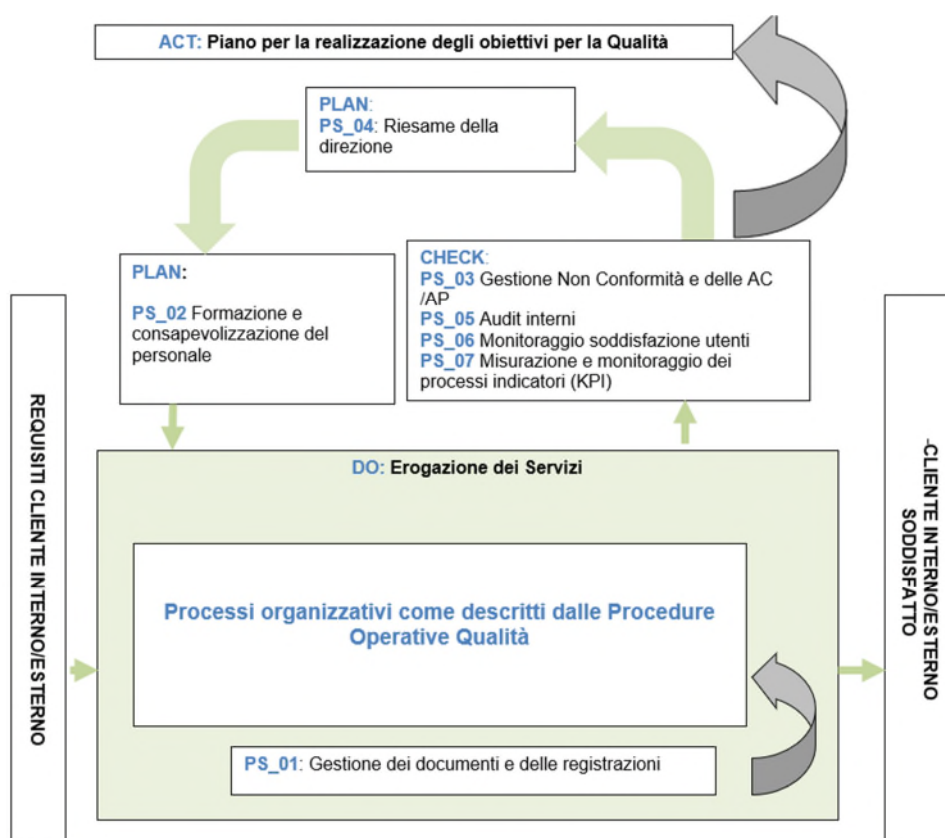 ACT: Piano per la realizzazione degli obiettivi per la Qualità
PLAN:
PS_04: Riesame della
direzione
PLAN:
PS_02 Formazione e
consapevolizzazione del
personale
CHECK:
PS_03 Gestione Non Conformità e delle AC
/AP
PS_05 Audit interni
PS_06 Monitoraggio soddisfazione utenti
PS_07 Misurazione e monitoraggio dei
processi indicatori (KPI)
REQUISITI CLIENTE INTERNO/ESTERNO
DO: Erogazione dei Servizi
Processi organizzativi come descritti dalle Procedure
Operative Qualità
PS_01: Gestione dei documenti e delle registrazioni
-CLIENTE INTERNO/ESTERNO
SODDISFATTO